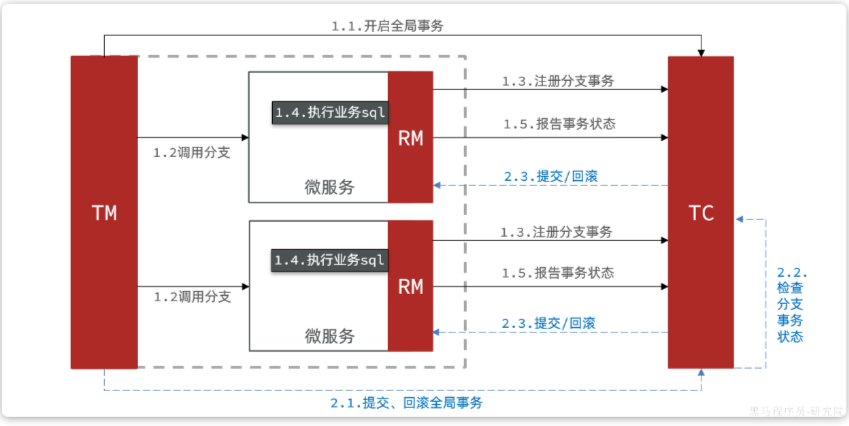 1.1.开启全局事务
1.3.注册分支事务
1.4.执行业务sql
RM
1.5.报告事务状态
1.2调用分支
2.3.提交/回滚
微服务
TM
TC
1.3.注册分支事务
1.4.执行业务sql
RM
1.5.报告事务状态
2.2.
检查
分支
事务
状态
1.2调用分支
2.3.提交/回滚
微服务
2.1.提交、回滚全局事务
黑马程序员-研究院